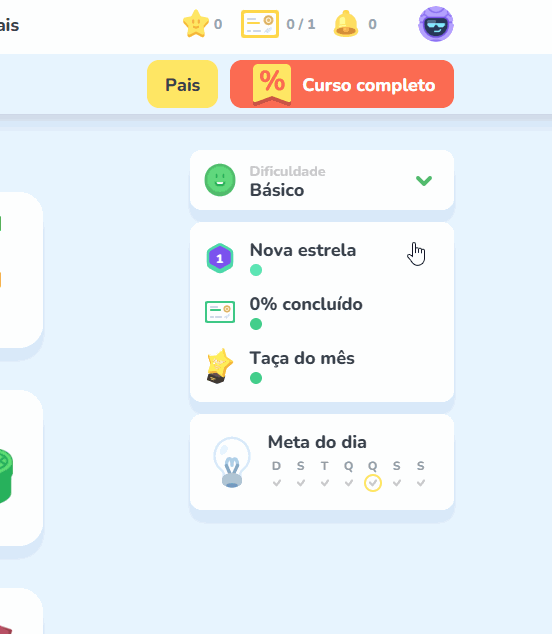 ais
0
0 / 1
0
Pais
% Curso completo
Dificuldade
Básico
1
Nova estrela
0% concluído
Taça do mês
Meta do dia
D S T Q Q S S